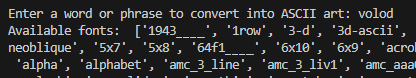 Enter a word or phrase to convert into ASCII art: volod
Available fonts:  ['1943____', '1row', '3-d', '3d-ascii',
neoblique', '5x7', '5x8', '64f1____', '6x10', '6x9', 'acro
'alpha', 'alphabet', 'amc_3_line', 'amc_3_liv1', 'amc_aaa0